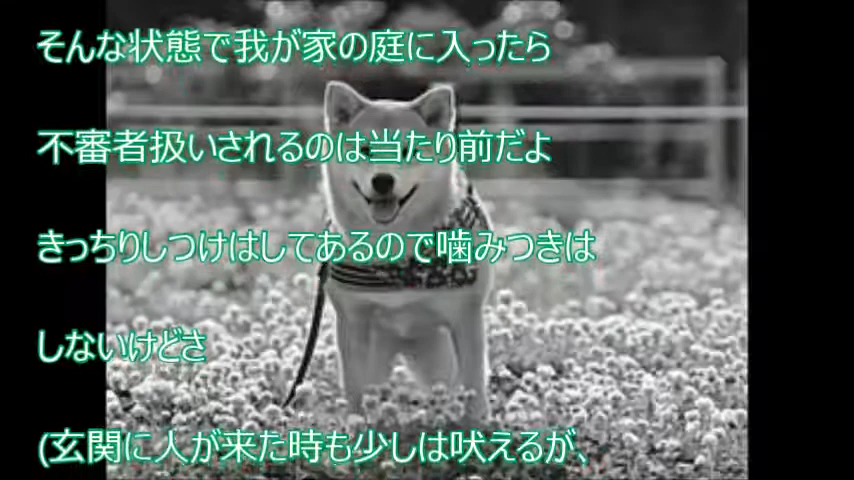 そんな状態で我が家の庭に入ったら
不審者扱いされるのは当たり前だよ
きっちりしつけはしてあるので噛みつきは
しないけどさ
(玄関に人が来た時も少しは吠えるが、